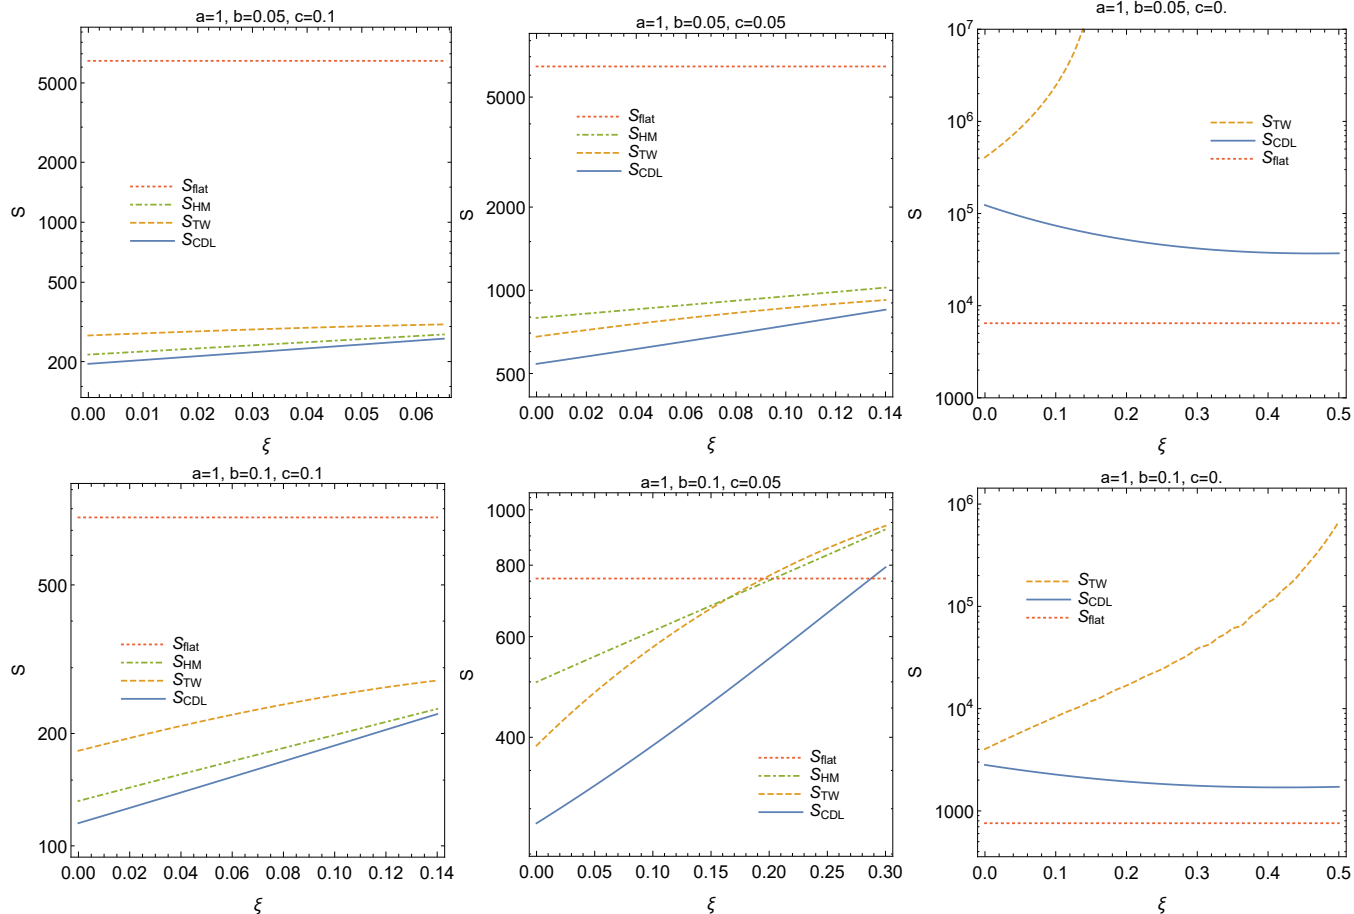 a=1, b=0.05, c=0.1
5000
2000
1000
500
200
S
S_flat
S_HM
S_TW
S_CDL
0.00 0.01 0.02 0.03 0.04 0.05 0.06
ξ
a=1, b=0.05, c=0.05
5000
2000
1000
500
S
S_flat
S_HM
S_TW
S_CDL
0.00 0.02 0.04 0.06 0.08 0.10 0.12 0.14
ξ
a=1, b=0.05, c=0.
10^7
10^6
10^5
10^4
1000
S
S_TW
S_CDL
S_flat
0.0 0.1 0.2 0.3 0.4 0.5
ξ
a=1, b=0.1, c=0.1
500
200
100
S
S_flat
S_HM
S_TW
S_CDL
0.00 0.02 0.04 0.06 0.08 0.10 0.12 0.14
ξ
a=1, b=0.1, c=0.05
1000
800
600
400
S
S_flat
S_HM
S_TW
S_CDL
0.00 0.05 0.10 0.15 0.20 0.25 0.30
ξ
a=1, b=0.1, c=0.
10^6
10^5
10^4
1000
S
S_TW
S_CDL
S_flat
0.0 0.1 0.2 0.3 0.4 0.5
ξ